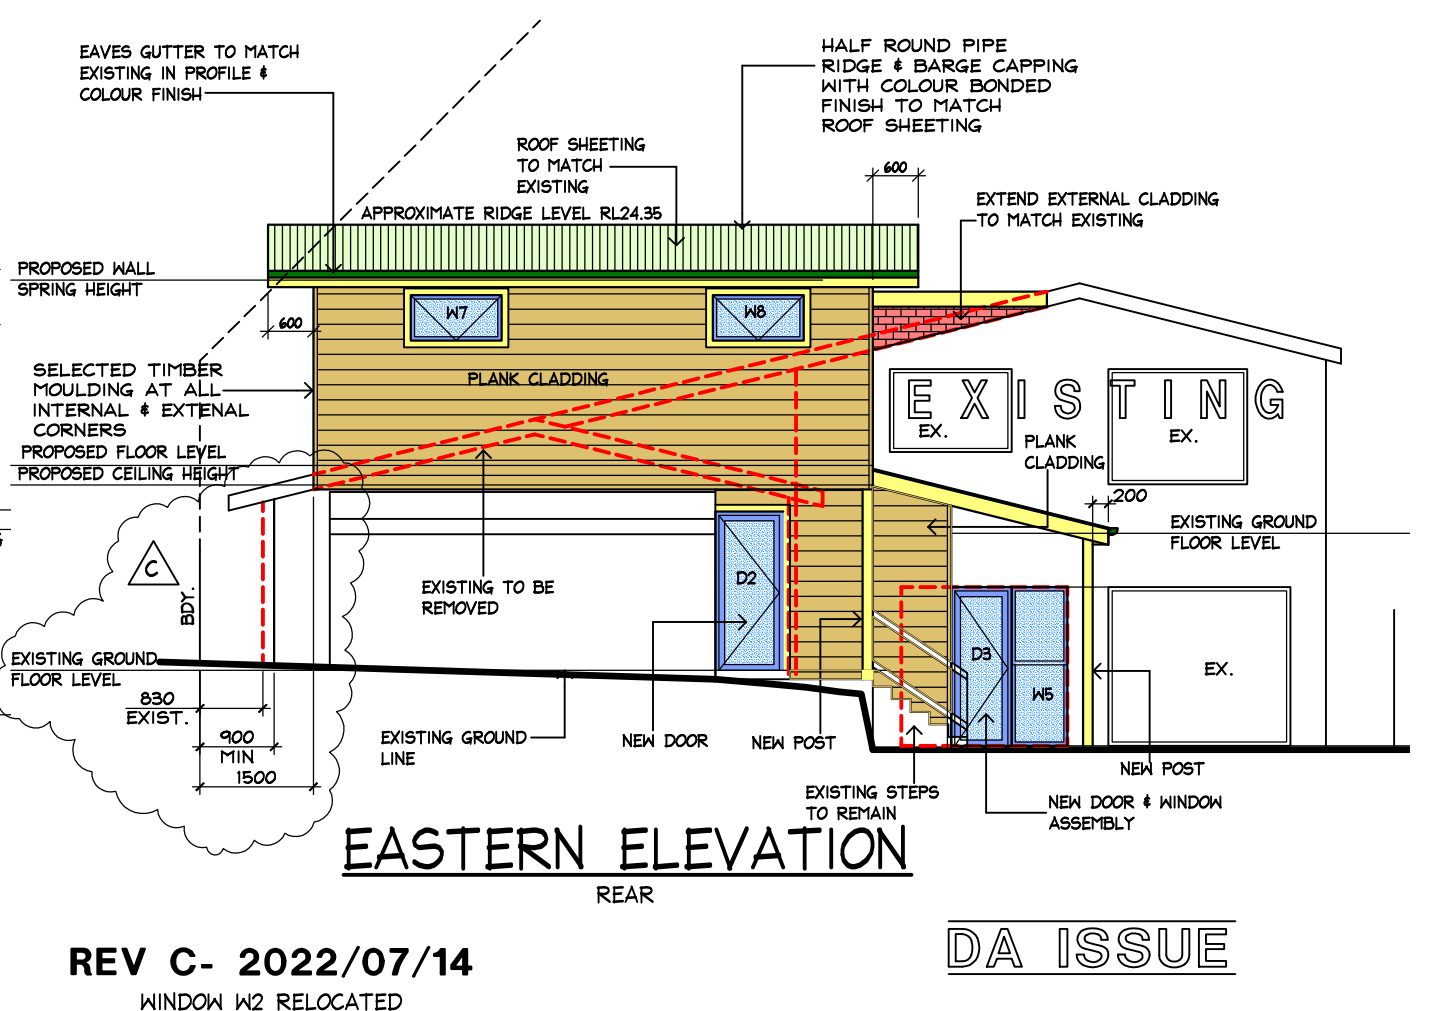 EAVES GUTTER TO MATCH
EXISTING IN PROFILE &
COLOUR FINISH
HALF ROUND PIPE
RIDGE & BARGE CAPPING
WITH COLOUR BONDED
FINISH TO MATCH
ROOF SHEETING
ROOF SHEETING
TO MATCH
EXISTING
600
EXTEND EXTERNAL CLADDING
TO MATCH EXISTING
APPROXIMATE RIDGE LEVEL RL24.35
PROPOSED WALL
SPRING HEIGHT
600
W7
W8
SELECTED TIMBER
MOULDING AT ALL
INTERNAL & EXTENAL
CORNERS
PLANK CLADDING
EXISTING
EX.
EX.
PROPOSED FLOOR LEVEL
PROPOSED CEILING HEIGHT
PLANK
CLADDING
200
EXISTING GROUND
FLOOR LEVEL
C
BDY.
EXISTING TO BE
REMOVED
D2
D3
W5
EX.
EXISTING GROUND
FLOOR LEVEL
830
EXIST.
900
MIN
1500
EXISTING GROUND
LINE
NEW DOOR
NEW POST
NEW POST
EXISTING STEPS
TO REMAIN
NEW DOOR & WINDOW
ASSEMBLY
EASTERN ELEVATION
REAR
DA ISSUE
REV C- 2022/07/14
WINDOW W2 RELOCATED